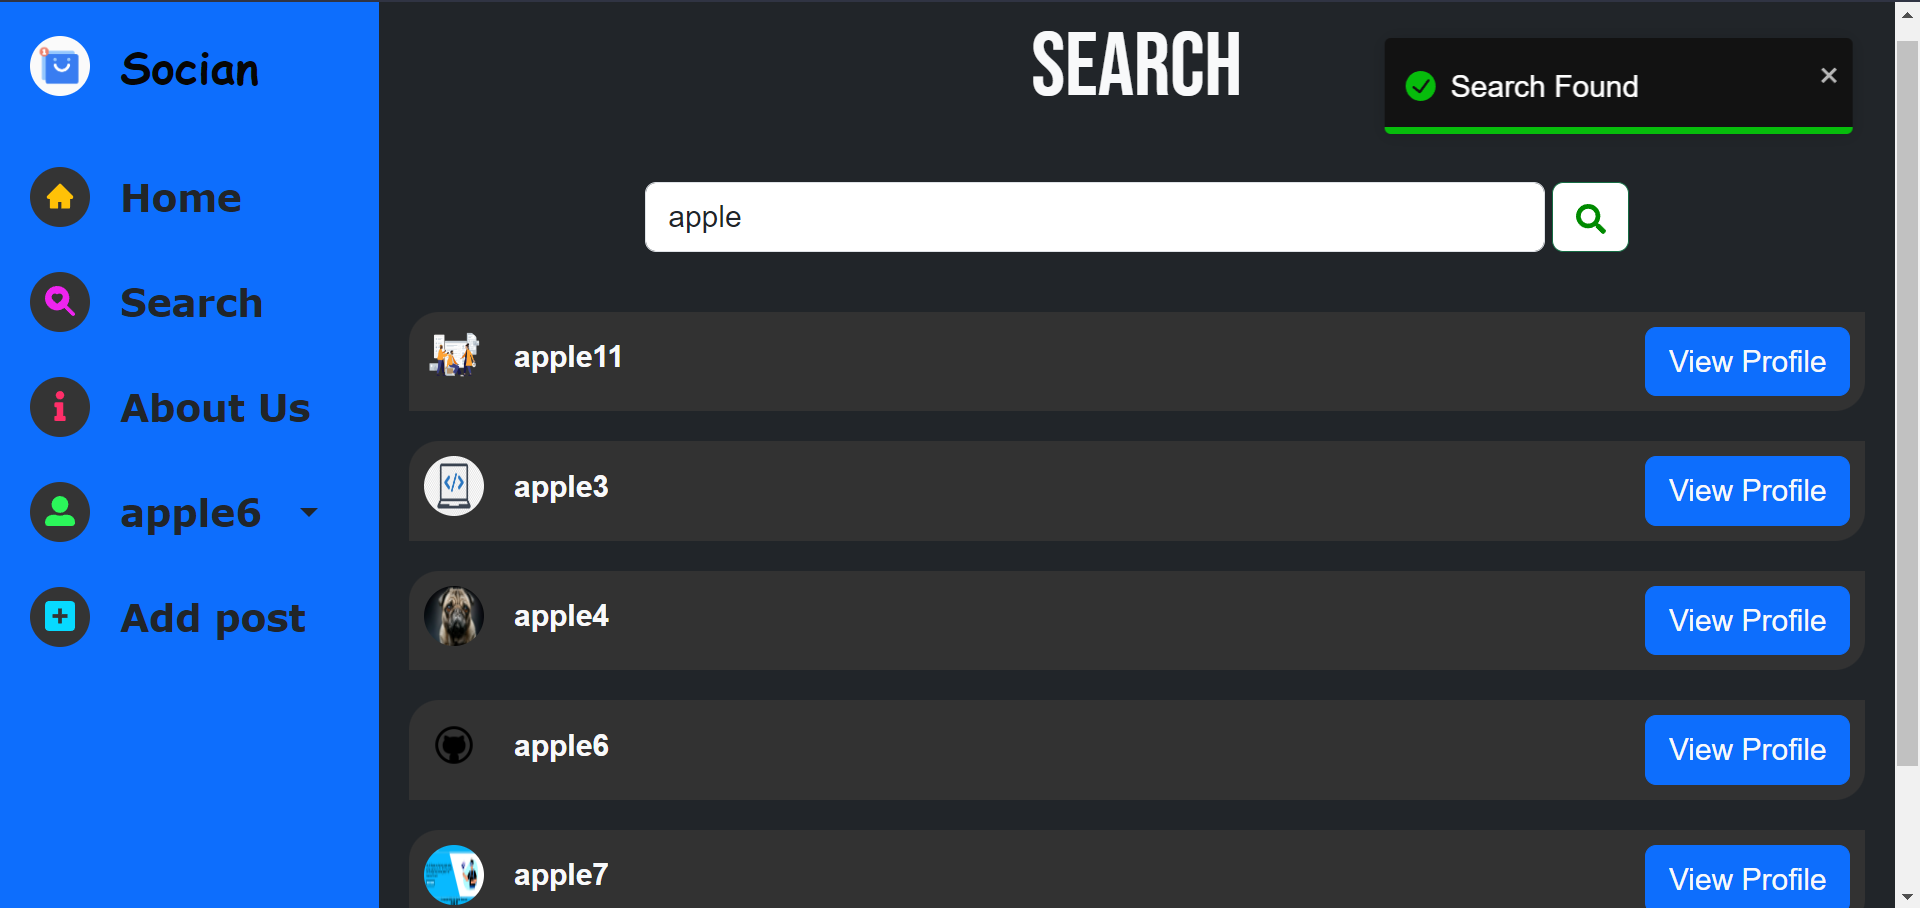 Socian
Home
Search
About Us
apple6
Add post
SEARCH
Search Found
apple
apple11
View Profile
apple3
View Profile
apple4
View Profile
apple6
View Profile
apple7
View Profile